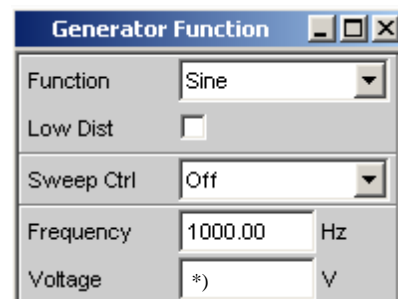 Generator Function
Function Sine
Low Dist
Sweep Ctrl Off
Frequency 1000.00 Hz
Voltage *) V